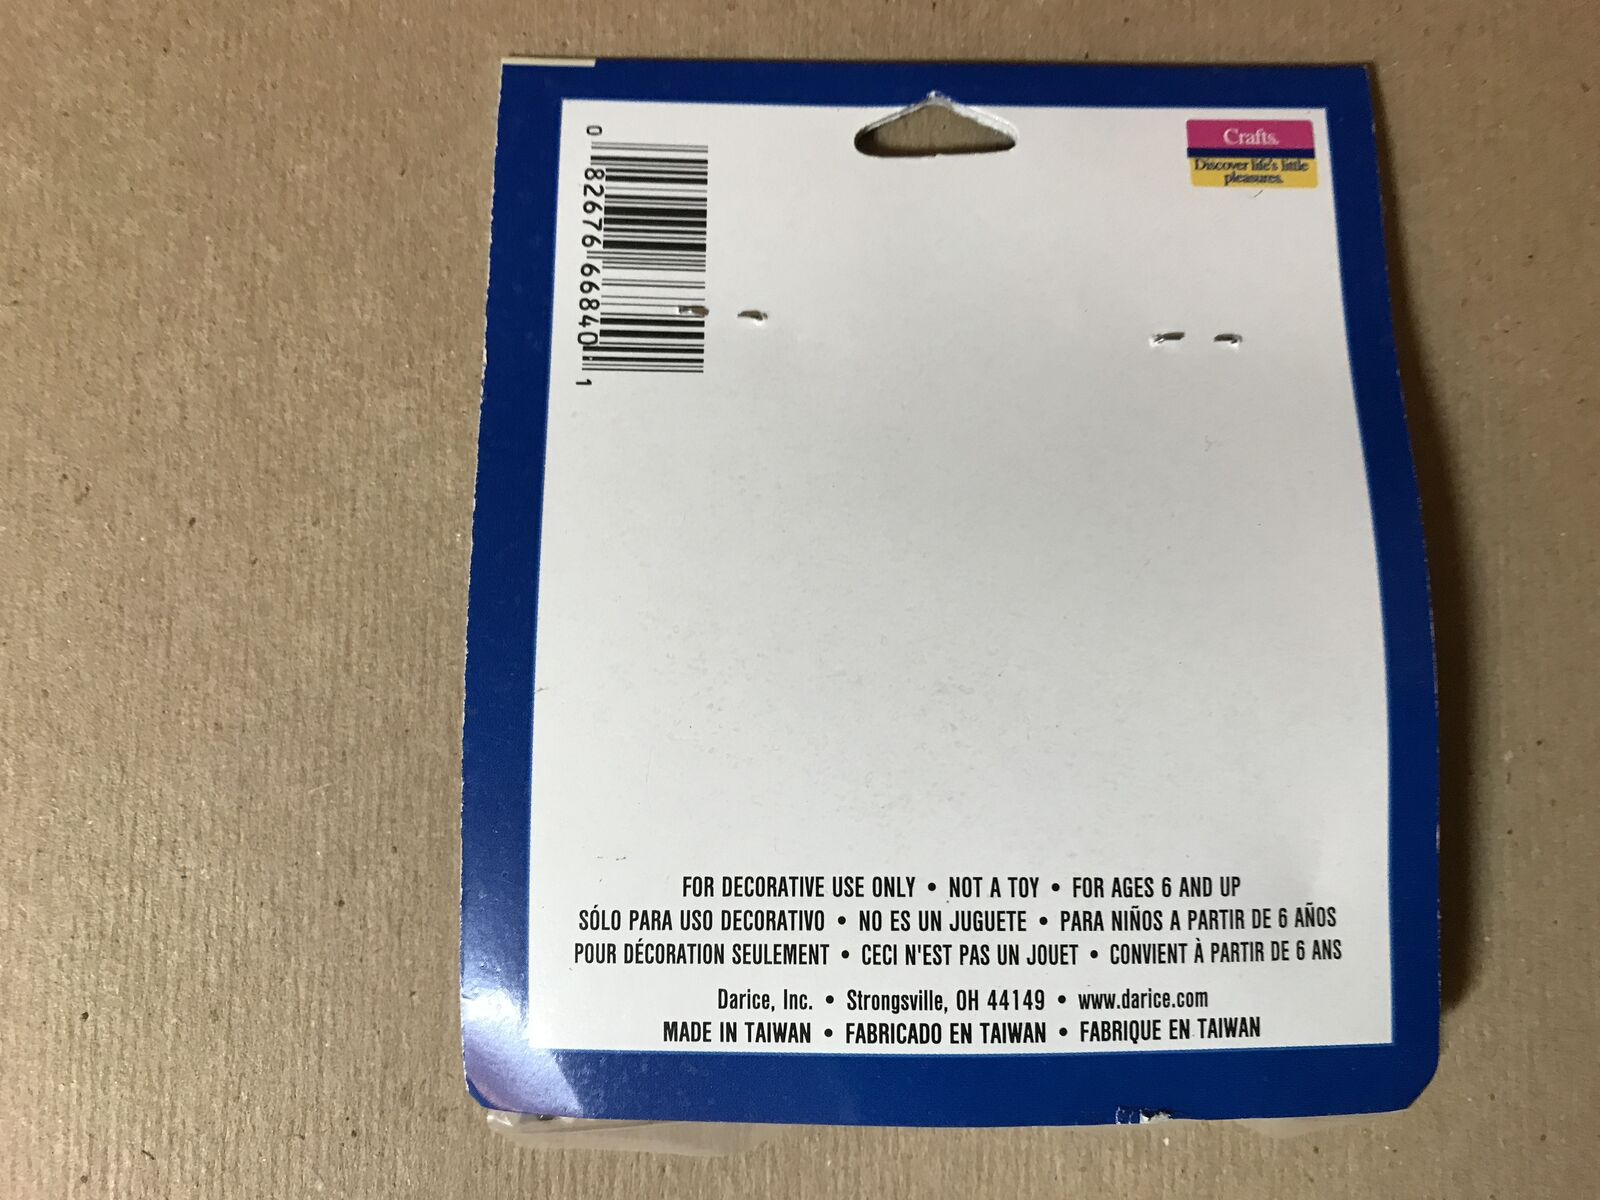 0 82676 66840 1
Crafts.
Discover life's little
pleasures.
FOR DECORATIVE USE ONLY • NOT A TOY • FOR AGES 6 AND UP
SÓLO PARA USO DECORATIVO • NO ES UN JUGUETE • PARA NIÑOS A PARTIR DE 6 AÑOS
POUR DÉCORATION SEULEMENT • CECI N'EST PAS UN JOUET • CONVIENT À PARTIR DE 6 ANS
Darice, Inc. • Strongsville, OH 44149 • www.darice.com
MADE IN TAIWAN • FABRICADO EN TAIWAN • FABRIQUE EN TAIWAN